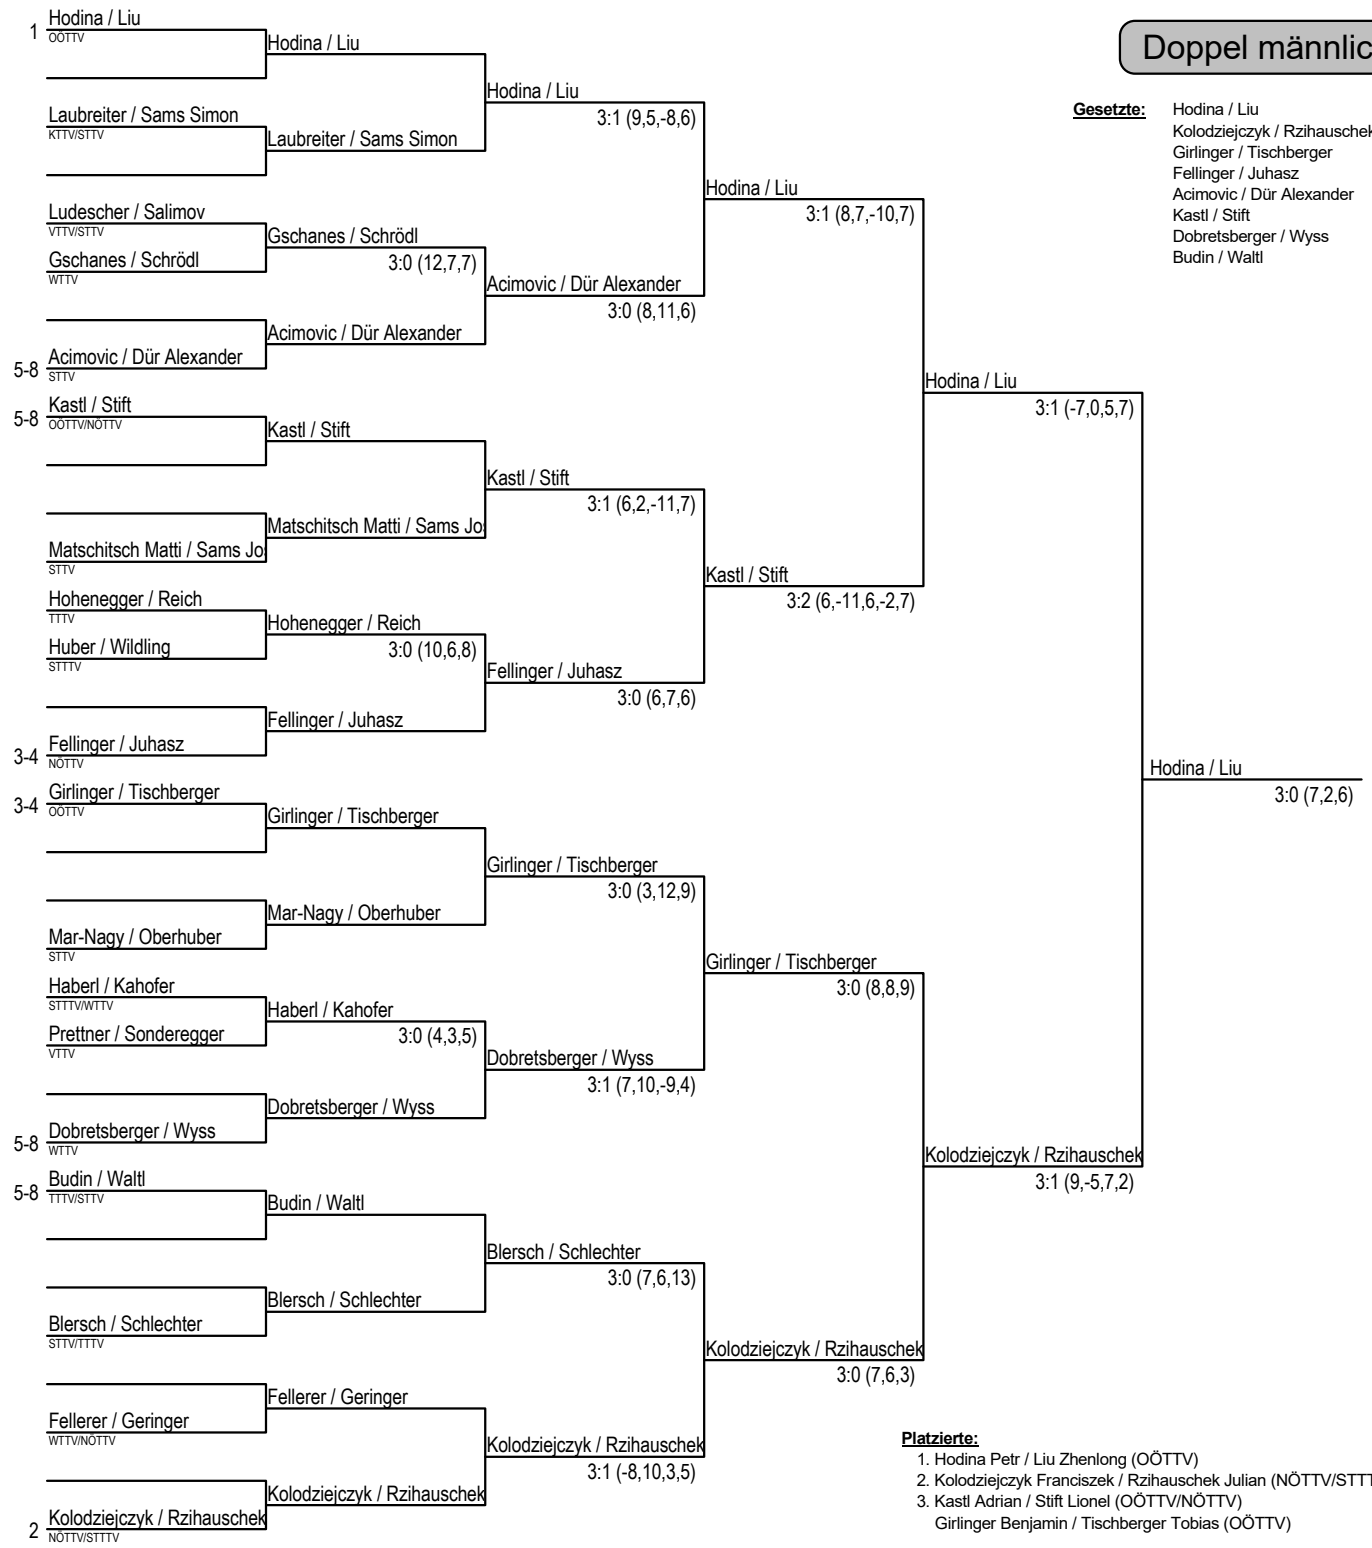 Doppel männlic
Gesetzte:
Hodina / Liu
Kolodziejczyk / Rzihauschek
Girlinger / Tischberger
Fellinger / Juhasz
Acimovic / Dür Alexander
Kastl / Stift
Dobretsberger / Wyss
Budin / Waltl
1 Hodina / Liu
OÖTTV
Laubreiter / Sams Simon
KTTV/STTV
Ludescher / Salimov
VTTV/STTV
Gschanes / Schrödl
WTTV
5-8 Acimovic / Dür Alexander
STTV
5-8 Kastl / Stift
OÖTTV/NÖTTV
Matschitsch Matti / Sams Jo
STTV
Hohenegger / Reich
TTTV
Huber / Wildling
STTTV
3-4 Fellinger / Juhasz
NÖTTV
3-4 Girlinger / Tischberger
OÖTTV
Mar-Nagy / Oberhuber
STTV
Haberl / Kahofer
STTTV/WTTV
Prettner / Sonderegger
VTTV
5-8 Dobretsberger / Wyss
WTTV
5-8 Budin / Waltl
TTTV/STTV
Blersch / Schlechter
STTV/TTTV
Fellerer / Geringer
WTTV/NÖTTV
2 Kolodziejczyk / Rzihauschek
NÖTTV/STTTV
Hodina / Liu
Laubreiter / Sams Simon
Gschanes / Schrödl
3:0 (12,7,7)
Acimovic / Dür Alexander
Kastl / Stift
Matschitsch Matti / Sams Jos
Hohenegger / Reich
3:0 (10,6,8)
Fellinger / Juhasz
Girlinger / Tischberger
Mar-Nagy / Oberhuber
Haberl / Kahofer
3:0 (4,3,5)
Dobretsberger / Wyss
Budin / Waltl
Blersch / Schlechter
Fellerer / Geringer
Kolodziejczyk / Rzihauschek
Hodina / Liu
3:1 (9,5,-8,6)
Acimovic / Dür Alexander
3:0 (8,11,6)
Kastl / Stift
3:1 (6,2,-11,7)
Fellinger / Juhasz
3:0 (6,7,6)
Girlinger / Tischberger
3:0 (3,12,9)
Dobretsberger / Wyss
3:1 (7,10,-9,4)
Blersch / Schlechter
3:0 (7,6,13)
Kolodziejczyk / Rzihauschek
3:1 (-8,10,3,5)
Hodina / Liu
3:1 (8,7,-10,7)
Kastl / Stift
3:2 (6,-11,6,-2,7)
Girlinger / Tischberger
3:0 (8,8,9)
Kolodziejczyk / Rzihauschek
3:0 (7,6,3)
Hodina / Liu
3:1 (-7,0,5,7)
Kolodziejczyk / Rzihauschek
3:1 (9,-5,7,2)
Hodina / Liu
3:0 (7,2,6)
Platzierte:
1. Hodina Petr / Liu Zhenlong (OÖTTV)
2. Kolodziejczyk Franciszek / Rzihauschek Julian (NÖTTV/STTT
3. Kastl Adrian / Stift Lionel (OÖTTV/NÖTTV)
Girlinger Benjamin / Tischberger Tobias (OÖTTV)